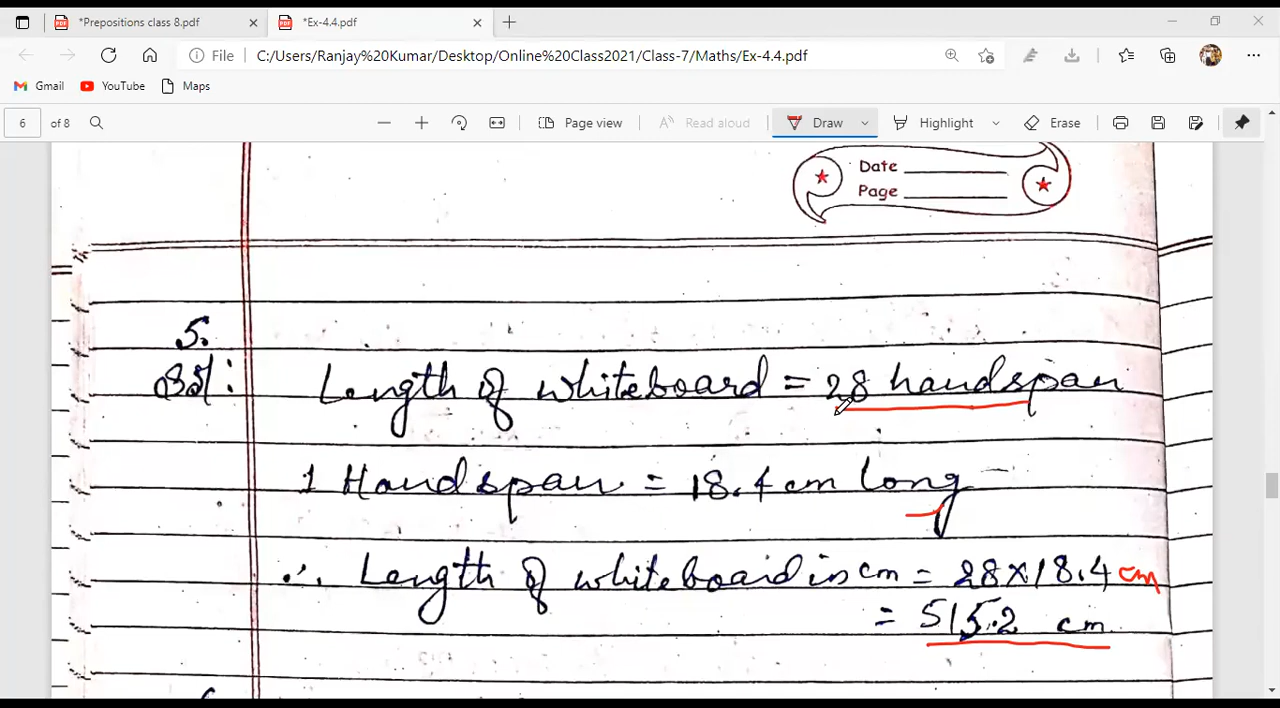 *Prepositions class 8.pdf
*Ex-4.4.pdf
File C:/Users/Ranjay%20Kumar/Desktop/Online%20Class2021/Class-7/Maths/Ex-4.4.pdf
Gmail YouTube Maps
6 of 8 Page view Read aloud Draw Highlight Erase
Date
Page
5.
Length of whiteboard = 28 handspan
1 Handspan = 18.4 cm long
∴ Length of whiteboard in cm = 28×18.4 cm
= 515.2 cm